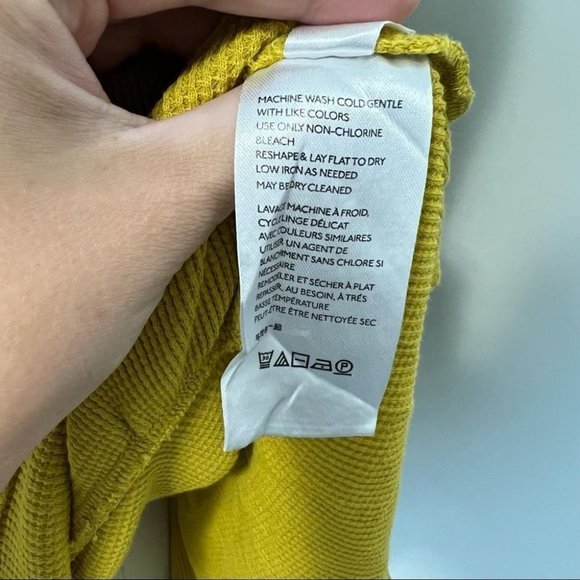 MACHINE WASH COLD GENTLE
WITH LIKE COLORS
USE ONLY NON-CHLORINE
BLEACH
RESHAPE & LAY FLAT TO DRY
LOW IRON AS NEEDED
MAY BE DRY CLEANED
LAVAGE MACHINE À FROID,
CYCLE LINGE DÉLICAT
AVEC COULEURS SIMILAIRES
UTILISER UN AGENT DE
BLANCHIMENT SANS CHLORE SI
NÉCESSAIRE
REMODELER ET SÉCHER À PLAT
REPASSER, AU BESOIN, À TRÉS
BASSE TEMPÉRATURE
PEUT ÊTRE ÊTRE NETTOYÉE SEC
30 P